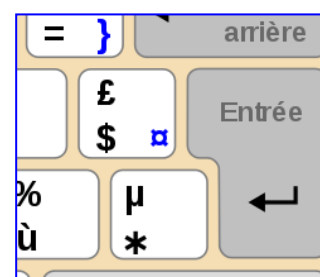 = }
arrière
£
$ ¤
Entrée
%
ù
µ
*